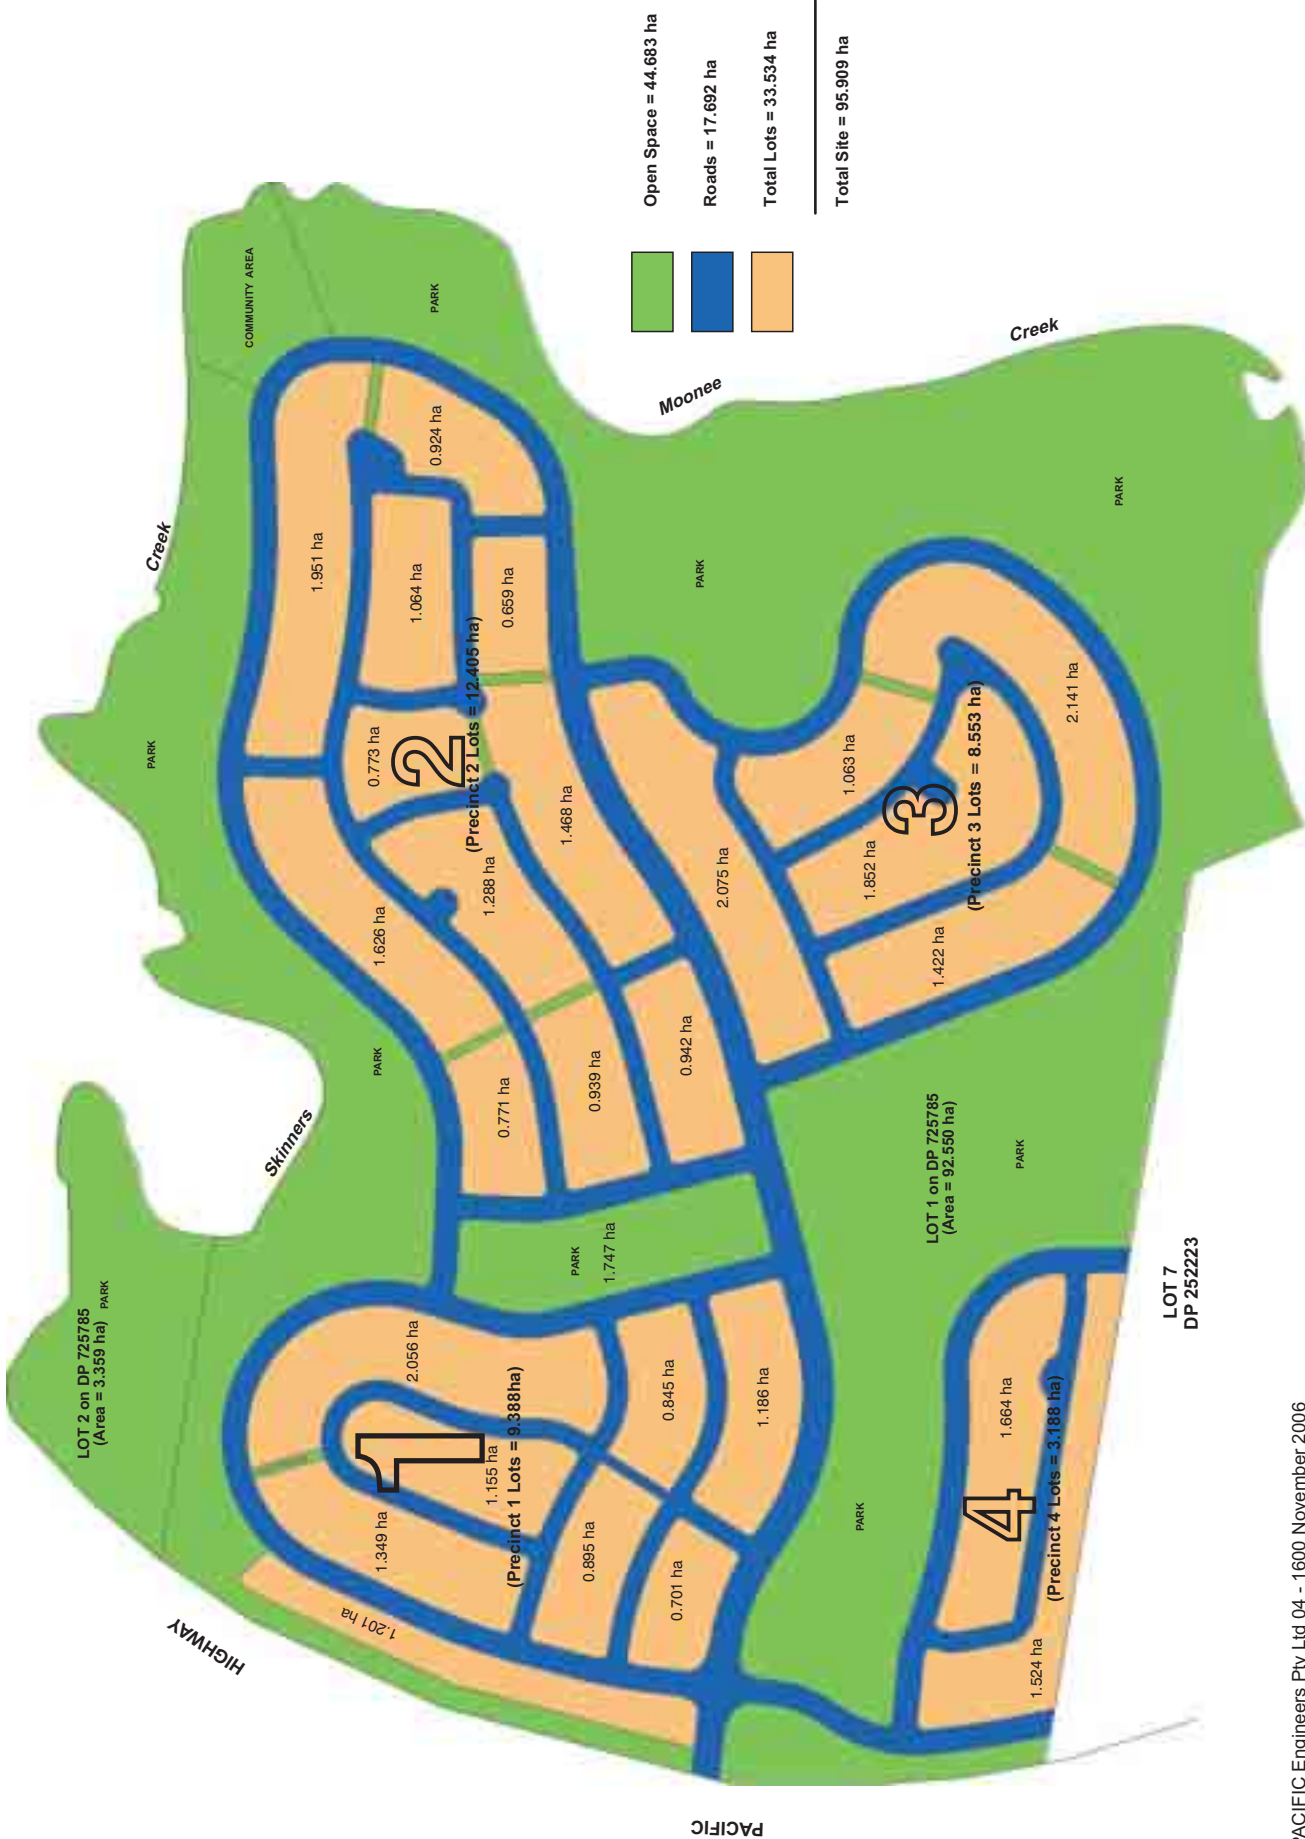 LOT 2 on DP 725785
(Area = 3.359 ha)
PARK
HIGHWAY
PACIFIC
Skinners
Creek
PARK
PARK
COMMUNITY AREA
PARK
Moonee
Creek
PARK
PARK
1
(Precinct 1 Lots = 9.388ha)
1.201 ha
1.349 ha
2.056 ha
1.155 ha
0.895 ha
0.845 ha
0.701 ha
1.186 ha
PARK
1.747 ha
2
(Precinct 2 Lots = 12.405 ha)
1.951 ha
0.924 ha
1.064 ha
0.659 ha
0.773 ha
1.468 ha
1.288 ha
1.626 ha
0.771 ha
0.939 ha
0.942 ha
3
(Precinct 3 Lots = 8.553 ha)
2.075 ha
1.063 ha
1.852 ha
2.141 ha
1.422 ha
LOT 1 on DP 725785
(Area = 92.550 ha)
PARK
PARK
4
(Precinct 4 Lots = 3.188 ha)
1.664 ha
1.524 ha
LOT 7
DP 252223
Open Space = 44.683 ha
Roads = 17.692 ha
Total Lots = 33.534 ha
Total Site = 95.909 ha
PACIFIC Engineers Pty Ltd 04 - 1600 November 2006